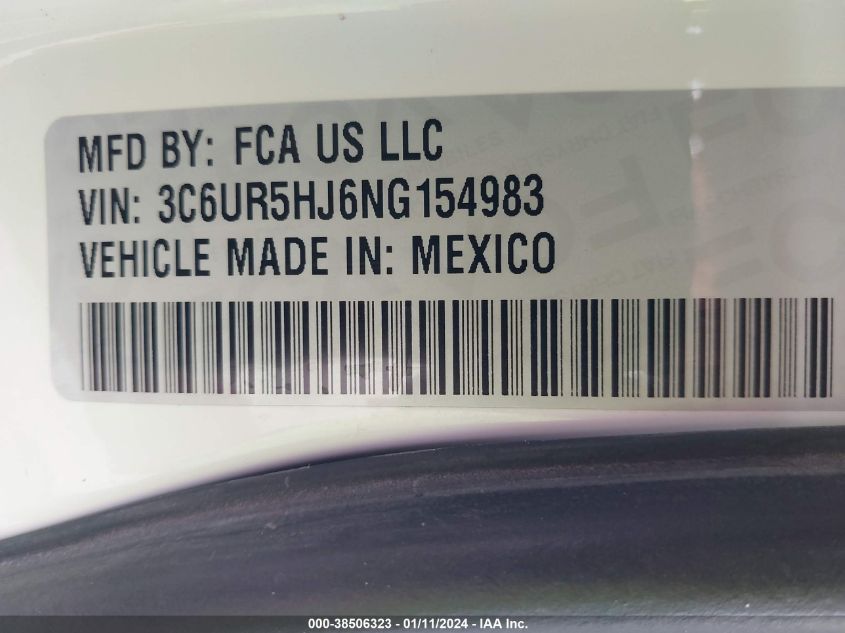 MFD BY: FCA US LLC
VIN: 3C6UR5HJ6NG154983
VEHICLE MADE IN: MEXICO
000-38506323 - 01/11/2024 - IAA Inc.